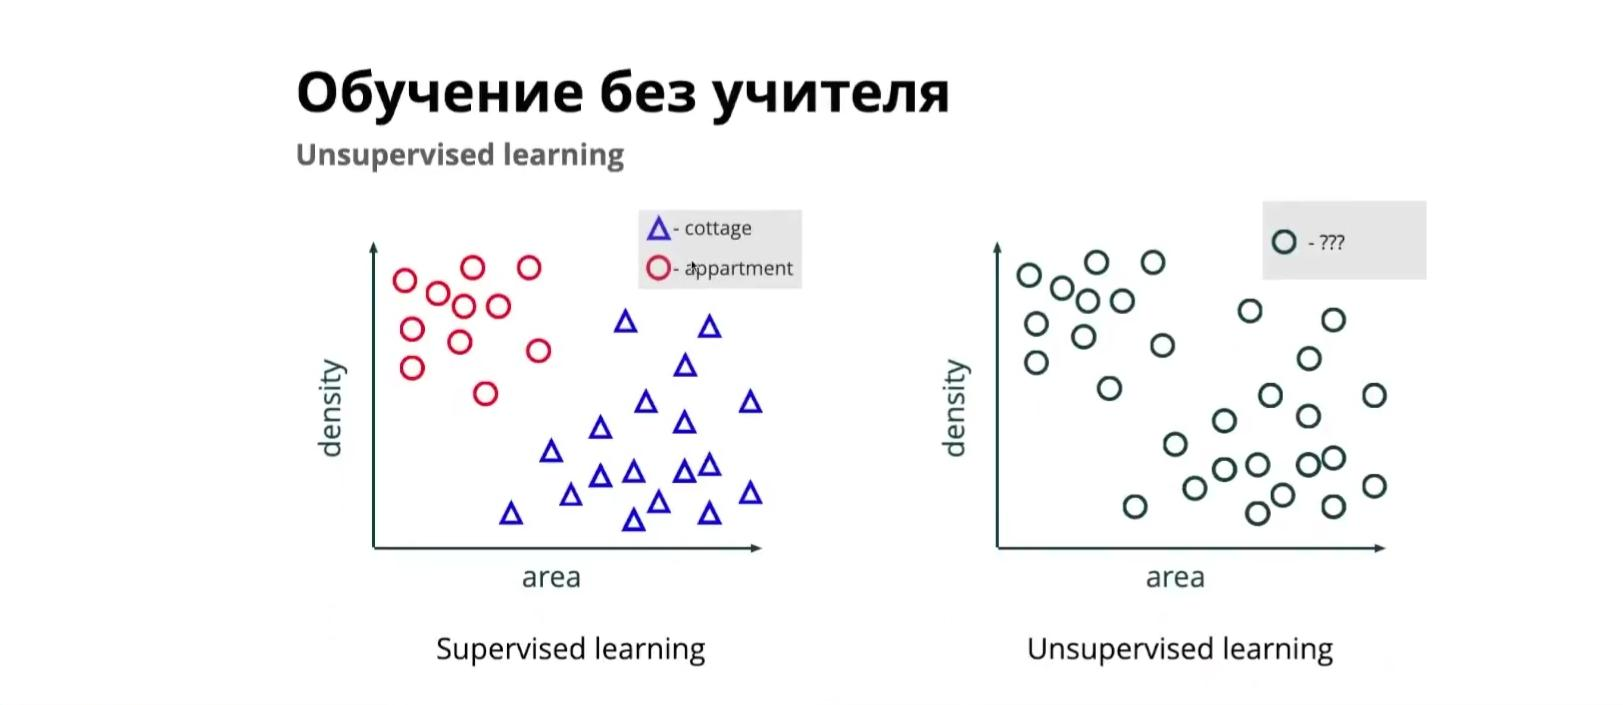 Обучение без учителя
Unsupervised learning
- cottage
- appartment
density
area
Supervised learning
- ???
density
area
Unsupervised learning